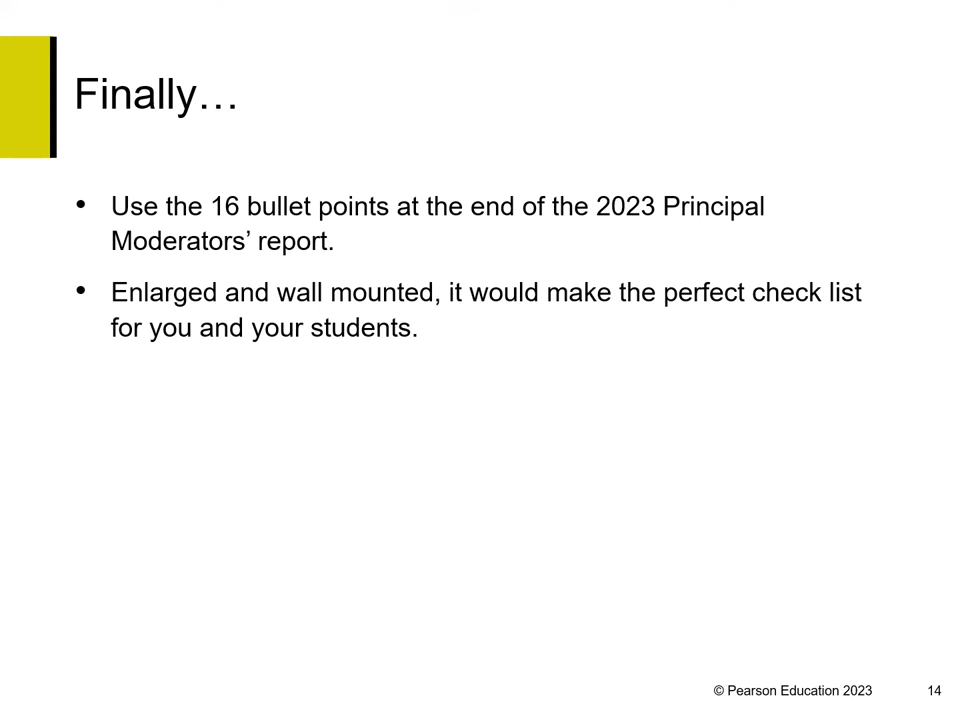 Finally…
• Use the 16 bullet points at the end of the 2023 Principal
Moderators’ report.
• Enlarged and wall mounted, it would make the perfect check list
for you and your students.
© Pearson Education 2023 14